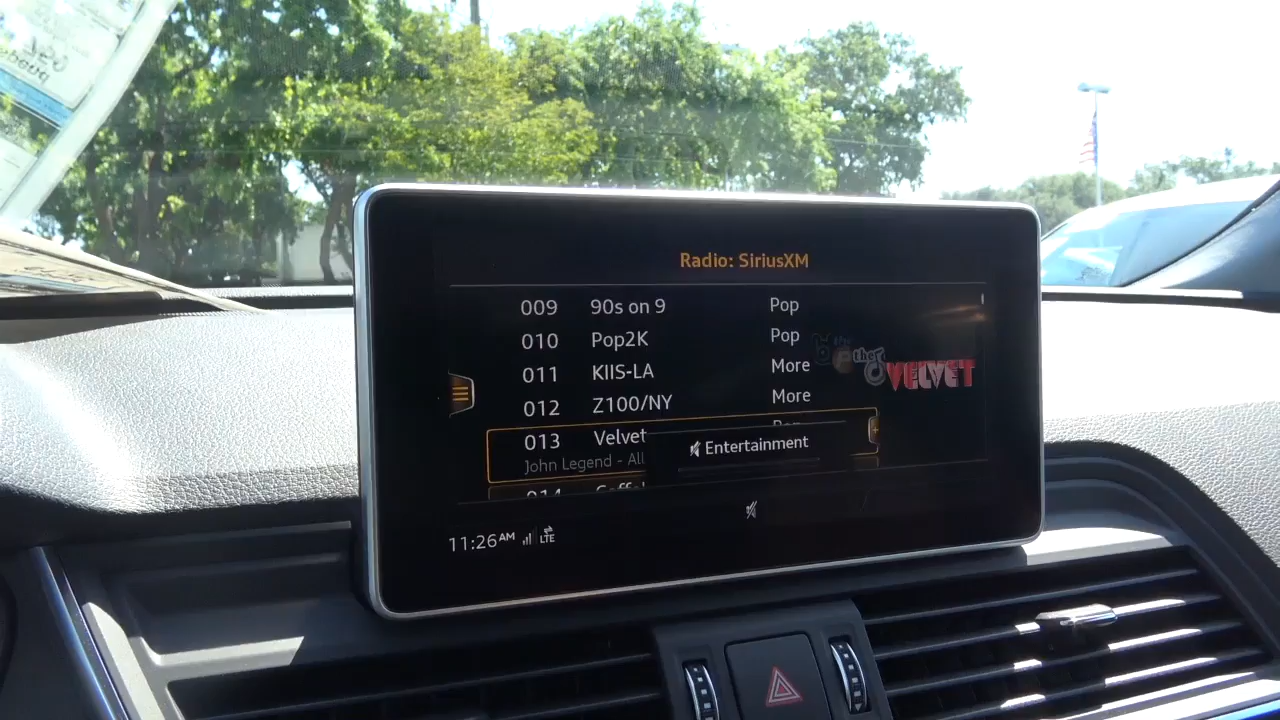 Radio: SiriusXM
009 90s on 9 Pop
010 Pop2K Pop
011 KIIS-LA More
012 Z100/NY More
013 Velvet
John Legend - All
Entertainment
the
VELVET
11:26AM LTE